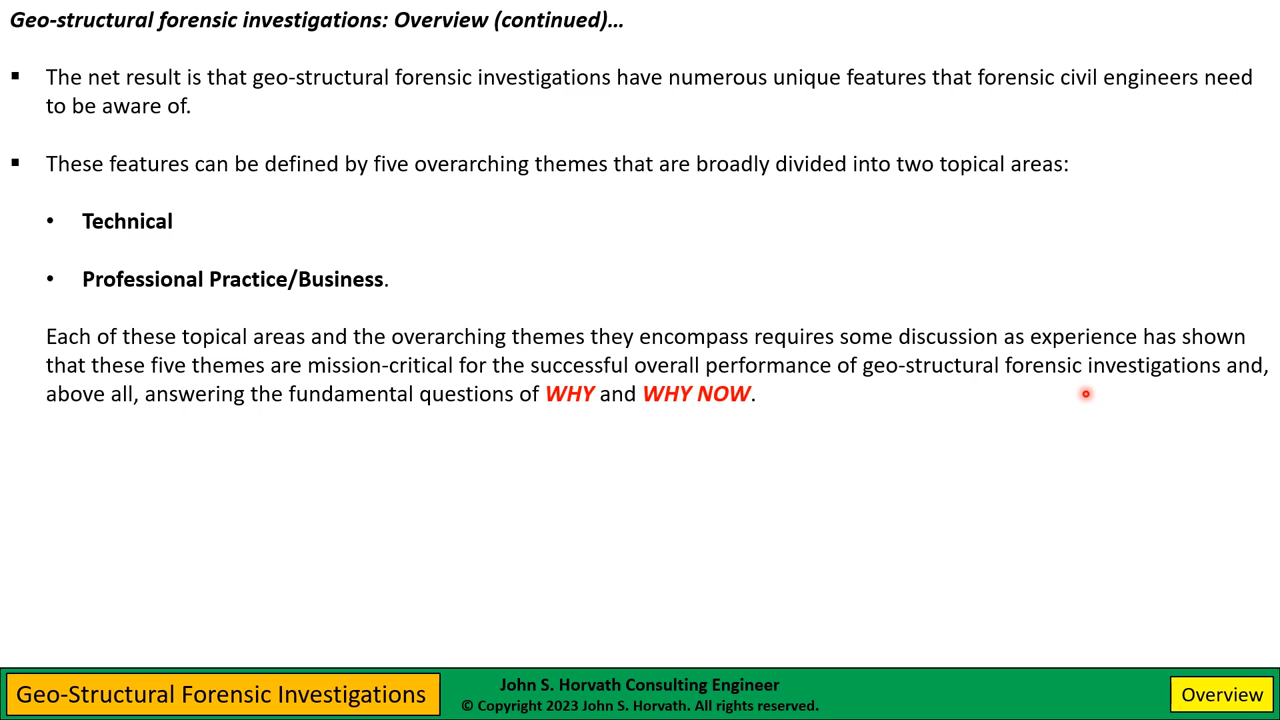 Geo-structural forensic investigations: Overview (continued)…
▪ The net result is that geo-structural forensic investigations have numerous unique features that forensic civil engineers need
to be aware of.
▪ These features can be defined by five overarching themes that are broadly divided into two topical areas:
• Technical
• Professional Practice/Business.
Each of these topical areas and the overarching themes they encompass requires some discussion as experience has shown
that these five themes are mission-critical for the successful overall performance of geo-structural forensic investigations and,
above all, answering the fundamental questions of WHY and WHY NOW.
Geo-Structural Forensic Investigations
John S. Horvath Consulting Engineer
© Copyright 2023 John S. Horvath. All rights reserved.
Overview